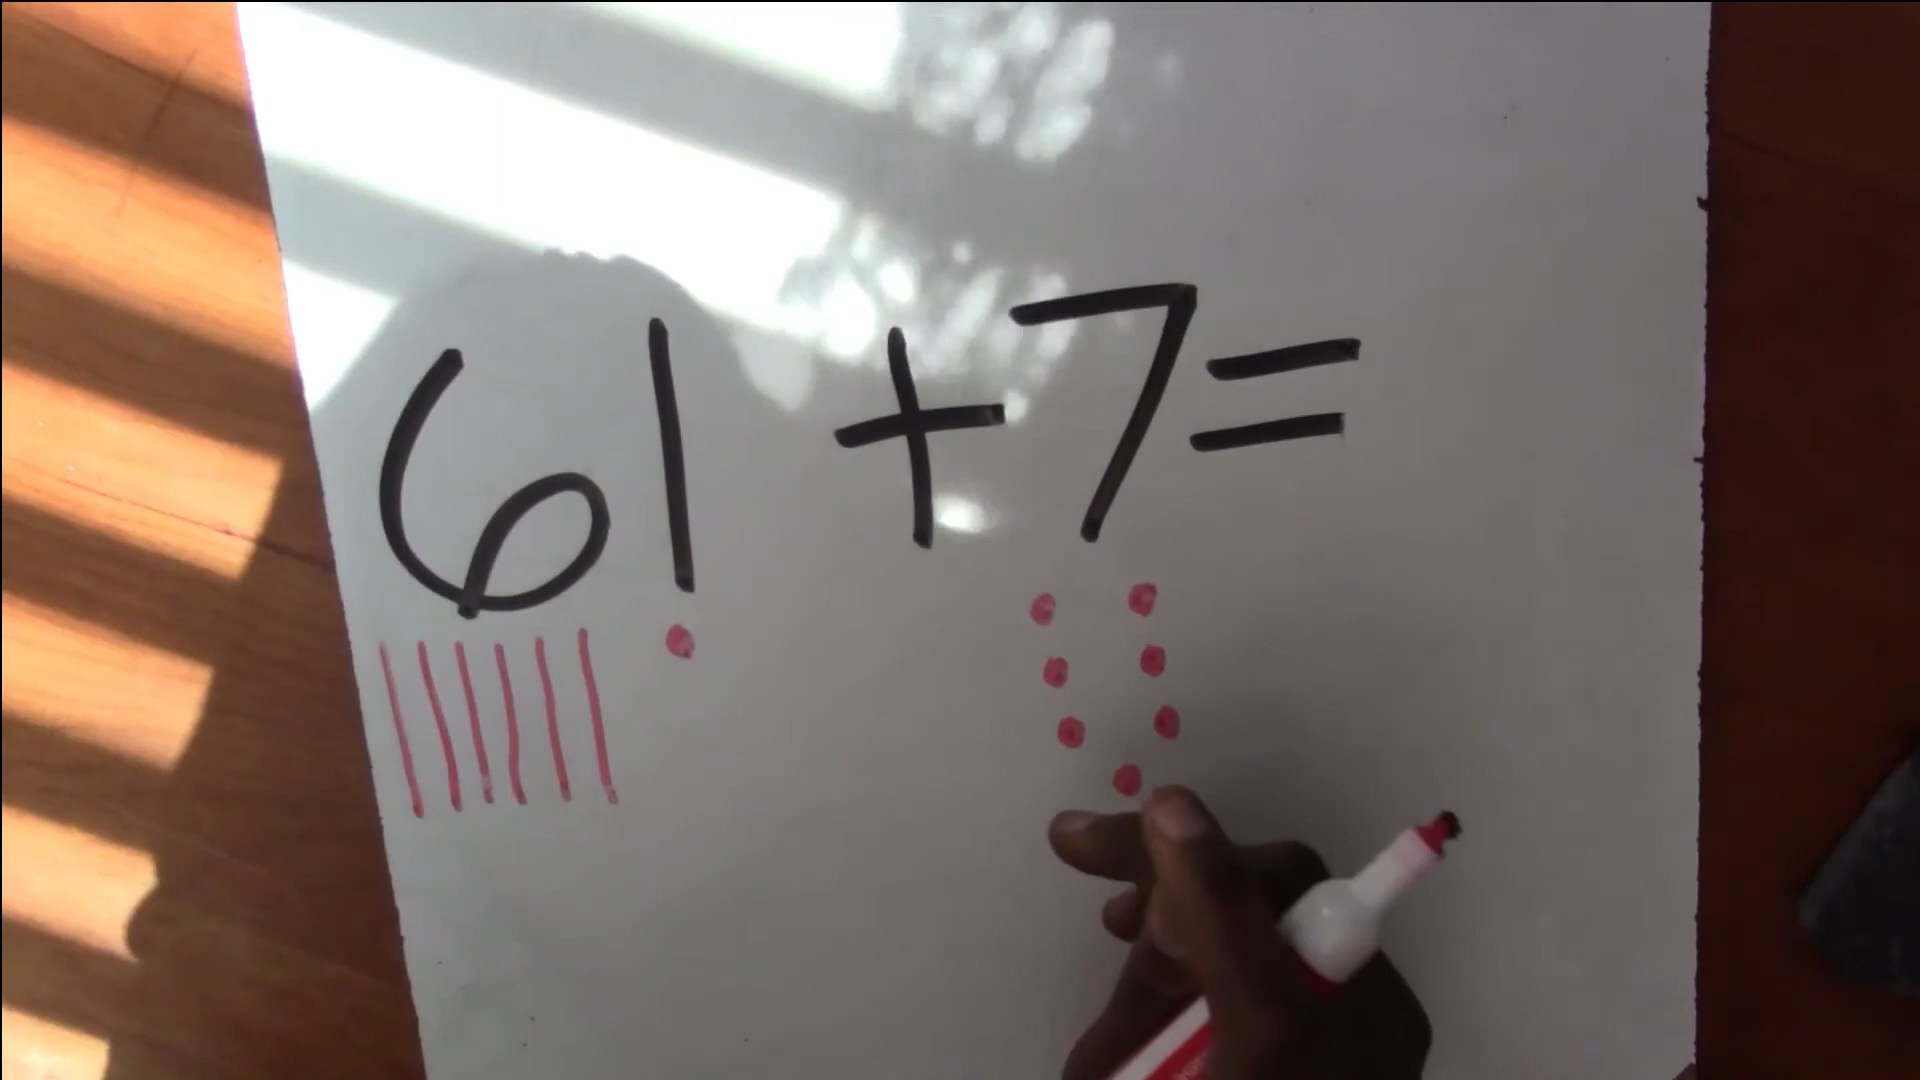 61 + 7 =